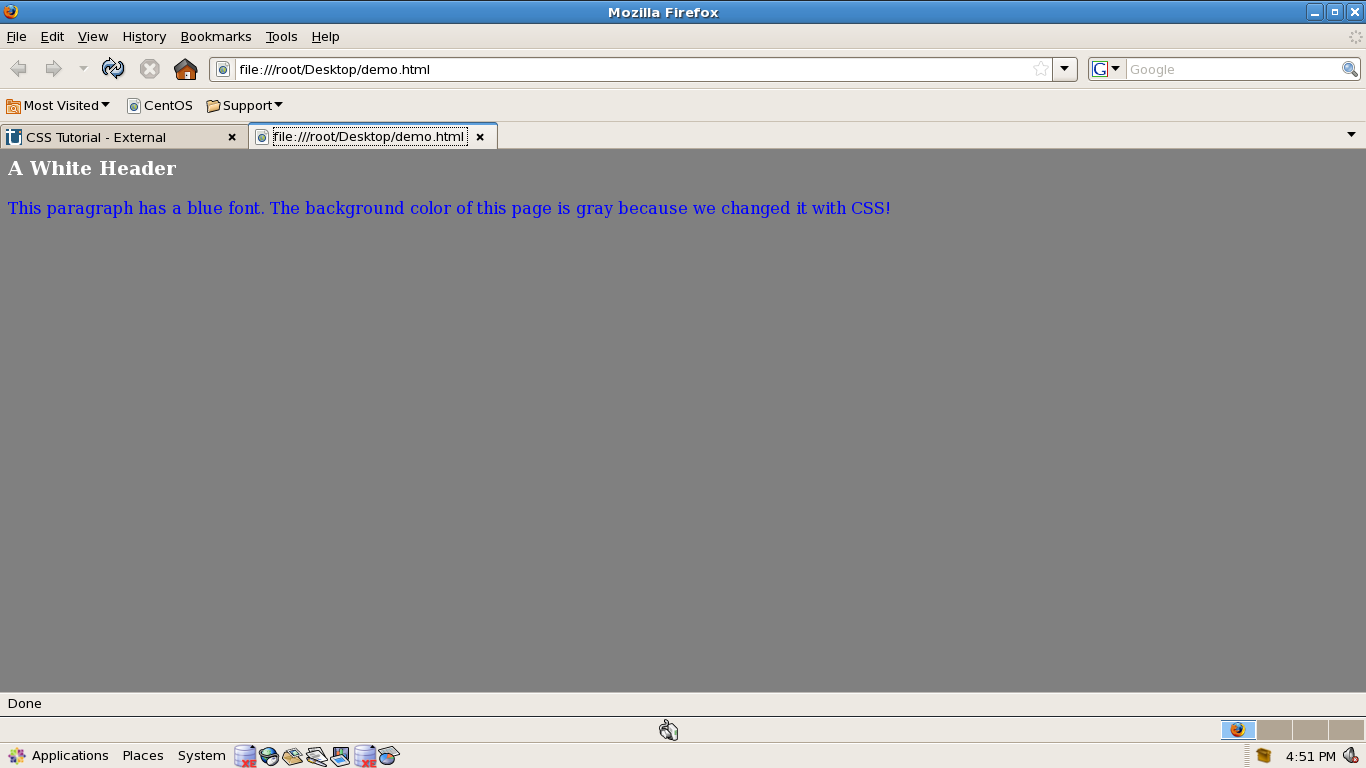 Mozilla Firefox
File Edit View History Bookmarks Tools Help
file:///root/Desktop/demo.html
G Google
Most Visited CentOS Support
CSS Tutorial - External file:///root/Desktop/demo.html
A White Header
This paragraph has a blue font. The background color of this page is gray because we changed it with CSS!
Done
Applications Places System XE XE 4:51 PM